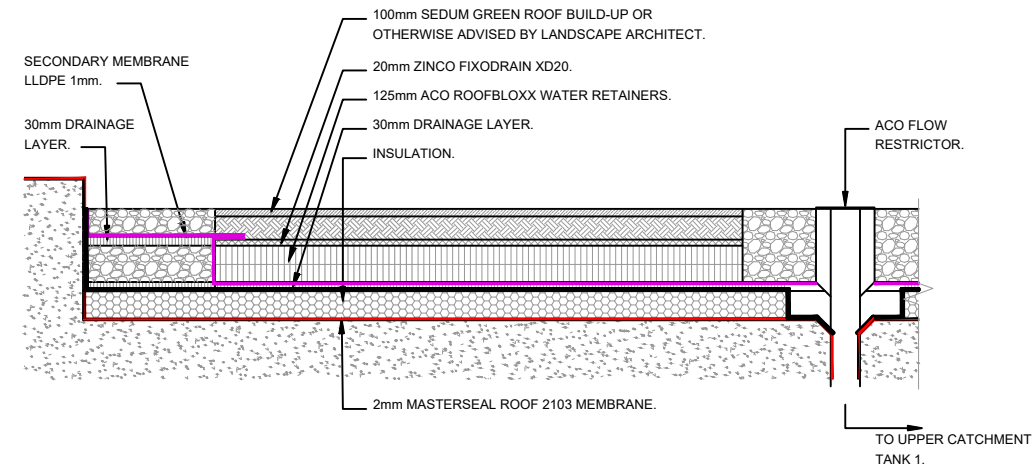 100mm SEDUM GREEN ROOF BUILD-UP OR
OTHERWISE ADVISED BY LANDSCAPE ARCHITECT.
SECONDARY MEMBRANE
LLDPE 1mm.
20mm ZINCO FIXODRAIN XD20.
125mm ACO ROOFBLOXX WATER RETAINERS.
30mm DRAINAGE
LAYER.
30mm DRAINAGE LAYER.
INSULATION.
ACO FLOW
RESTRICTOR.
2mm MASTERSEAL ROOF 2103 MEMBRANE.
TO UPPER CATCHMENT
TANK 1.